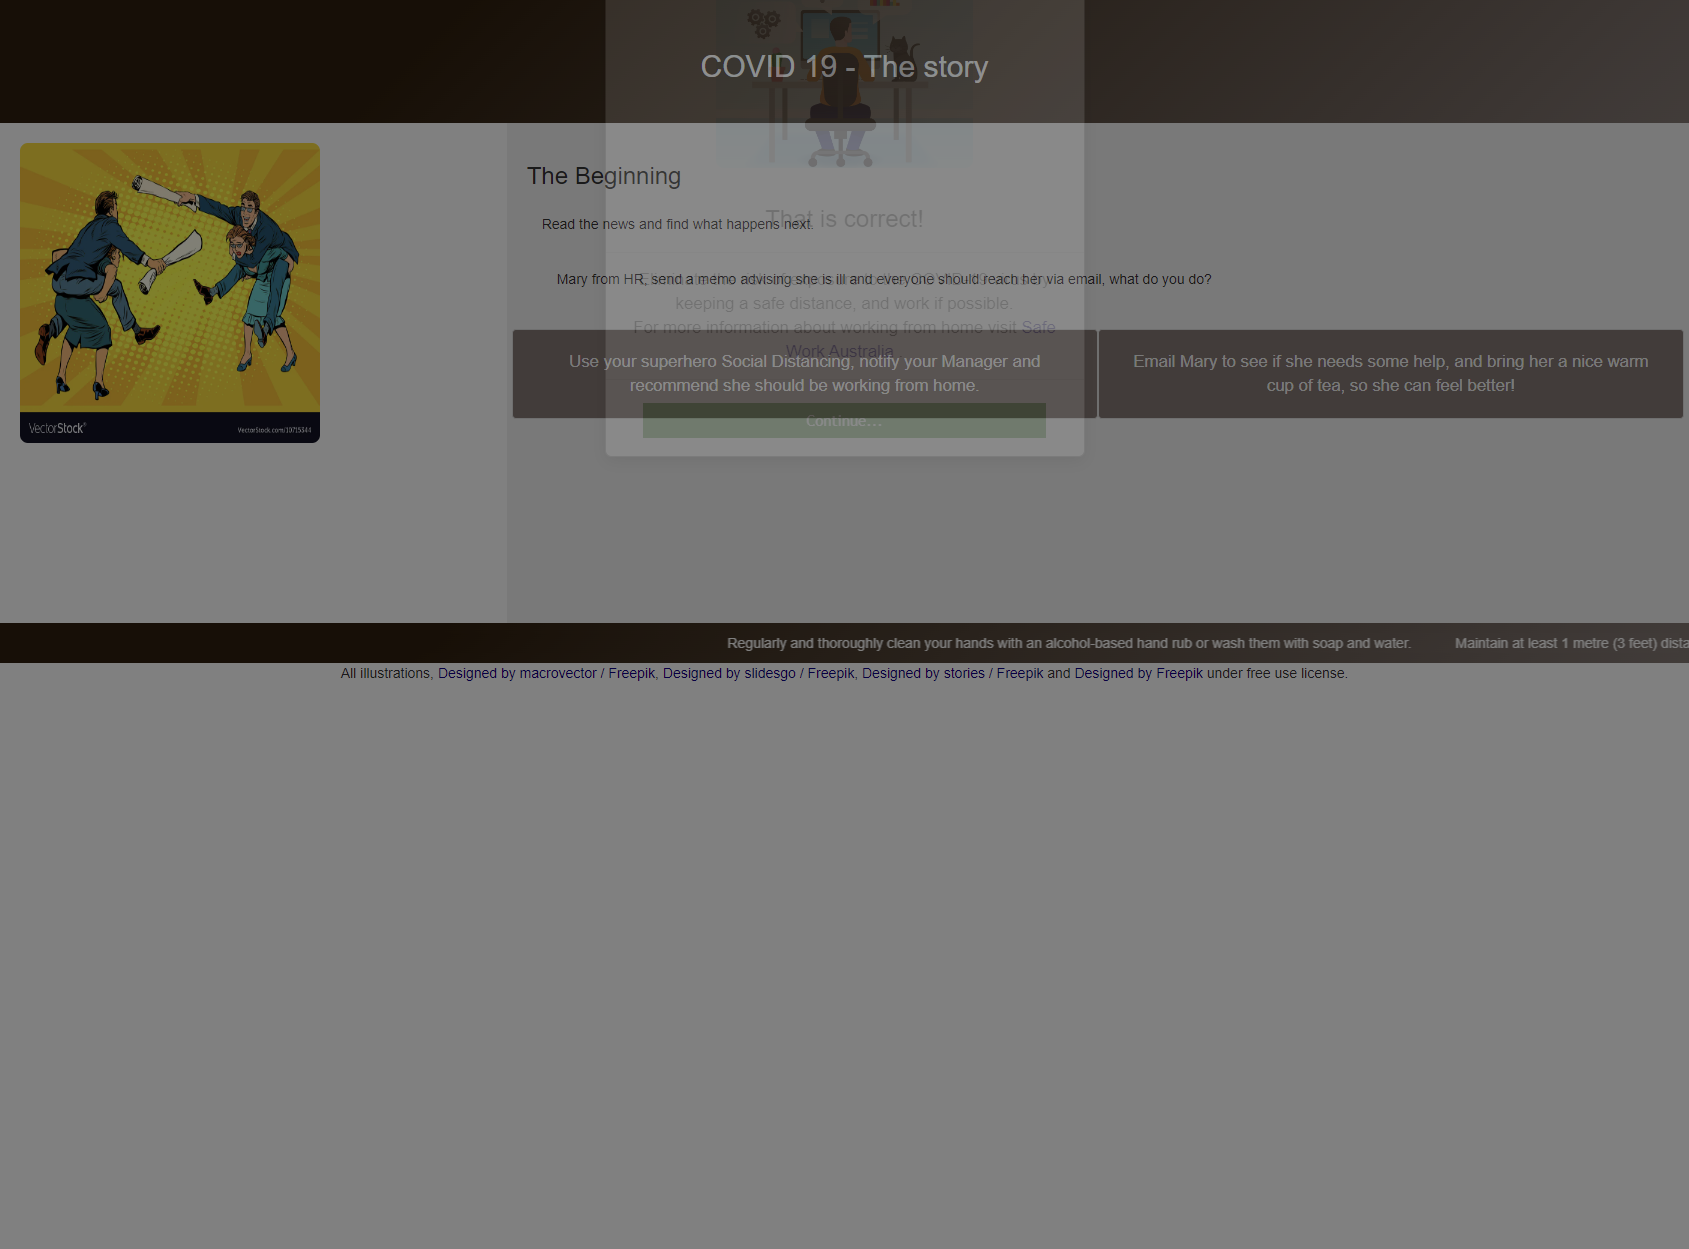 COVID 19 - The story
VectorStock®
VectorStock.com/10715344
The Beginning
Read the news and find what happens next.
Mary from HR, send a memo advising she is ill and everyone should reach her via email, what do you do?
Use your superhero Social Distancing, notify your Manager and
recommend she should be working from home.
Email Mary to see if she needs some help, and bring her a nice warm
cup of tea, so she can feel better!
That is correct!
keeping a safe distance, and work if possible.
For more information about working from home visit Safe
Work Australia
Continue...
Regularly and thoroughly clean your hands with an alcohol-based hand rub or wash them with soap and water. Maintain at least 1 metre (3 feet) dista
All illustrations, Designed by macrovector / Freepik, Designed by slidesgo / Freepik, Designed by stories / Freepik and Designed by Freepik under free use license.